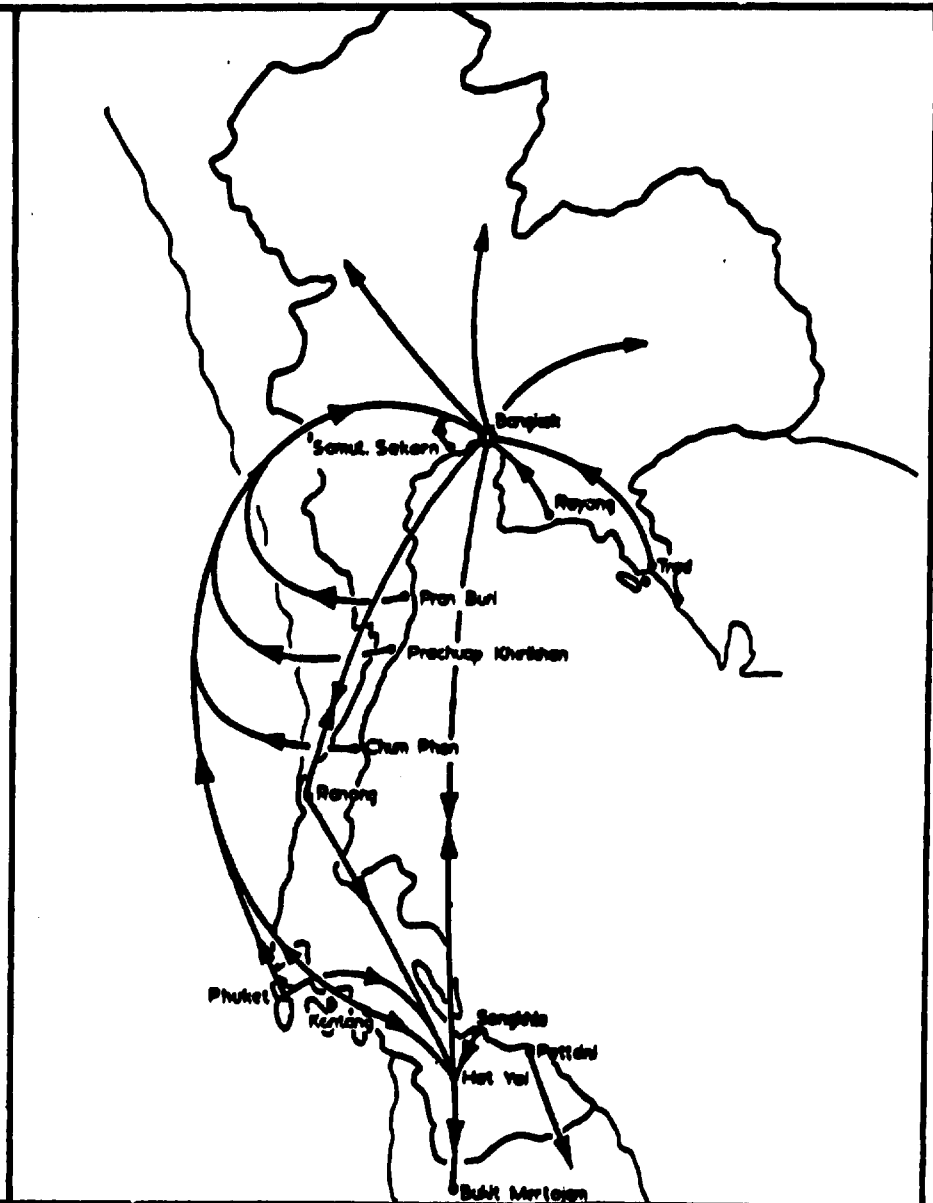 Bangkok
Samut. Sakorn
Rayong
Trad
Pran Buri
Prachuap Khirikhan
Chum Phon
Ranong
Phuket
Kantang
Songkhla
Pattani
Hat Yai
Bukit Mertajam